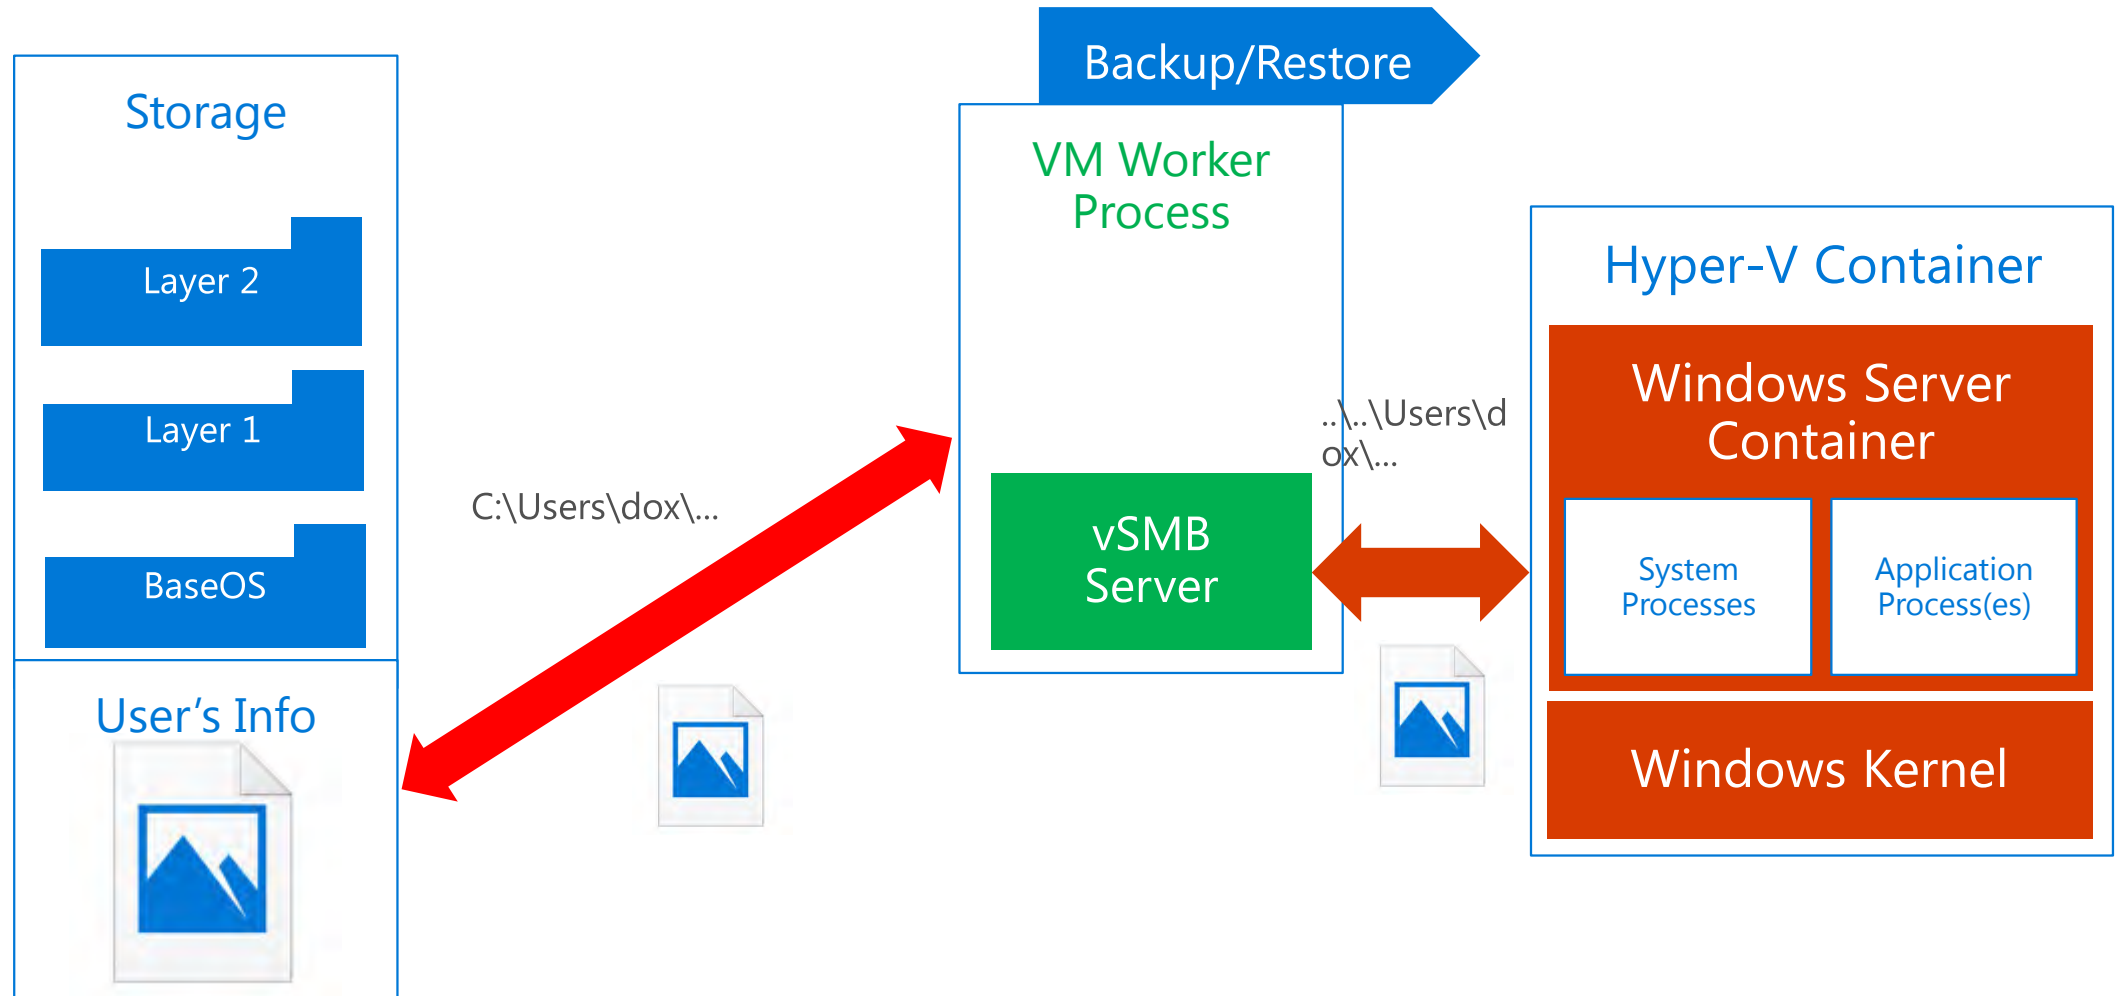 Backup/Restore
Storage
Layer 2
Layer 1
BaseOS
User’s Info
C:\Users\dox\...
VM Worker
Process
vSMB
Server
..\..\Users\d
ox\...
Hyper-V Container
Windows Server
Container
System
Processes
Application
Process(es)
Windows Kernel